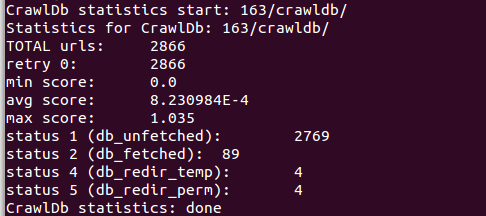 CrawlDb statistics start: 163/crawldb/
Statistics for CrawlDb: 163/crawldb/
TOTAL urls:     2866
retry 0:        2866
min score:      0.0
avg score:      8.230984E-4
max score:      1.035
status 1 (db_unfetched):        2769
status 2 (db_fetched):  89
status 4 (db_redir_temp):       4
status 5 (db_redir_perm):       4
CrawlDb statistics: done